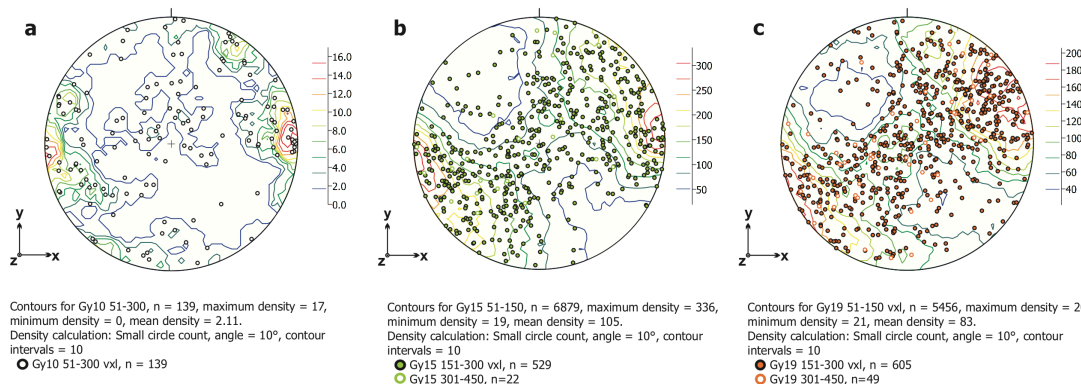 a
16.0
14.0
12.0
10.0
8.0
6.0
4.0
2.0
0.0
y
z
x
Contours for Gy10 51-300, n = 139, maximum density = 17,
minimum density = 0, mean density = 2.11.
Density calculation: Small circle count, angle = 10°, contour
intervals = 10
Gy10 51-300 vxl, n = 139
b
300
250
200
150
100
50
y
z
x
Contours for Gy15 51-150, n = 6879, maximum density = 336,
minimum density = 19, mean density = 105.
Density calculation: Small circle count, angle = 10°, contour
intervals = 10
Gy15 151-300 vxl, n = 529
Gy15 301-450, n=22
c
200
180
160
140
120
100
80
60
40
y
z
x
Contours for Gy19 51-150 vxl, n = 5456, maximum density = 2
minimum density = 21, mean density = 83.
Density calculation: Small circle count, angle = 10°, contour
intervals = 10
Gy19 151-300 vxl, n = 605
Gy19 301-450, n=49